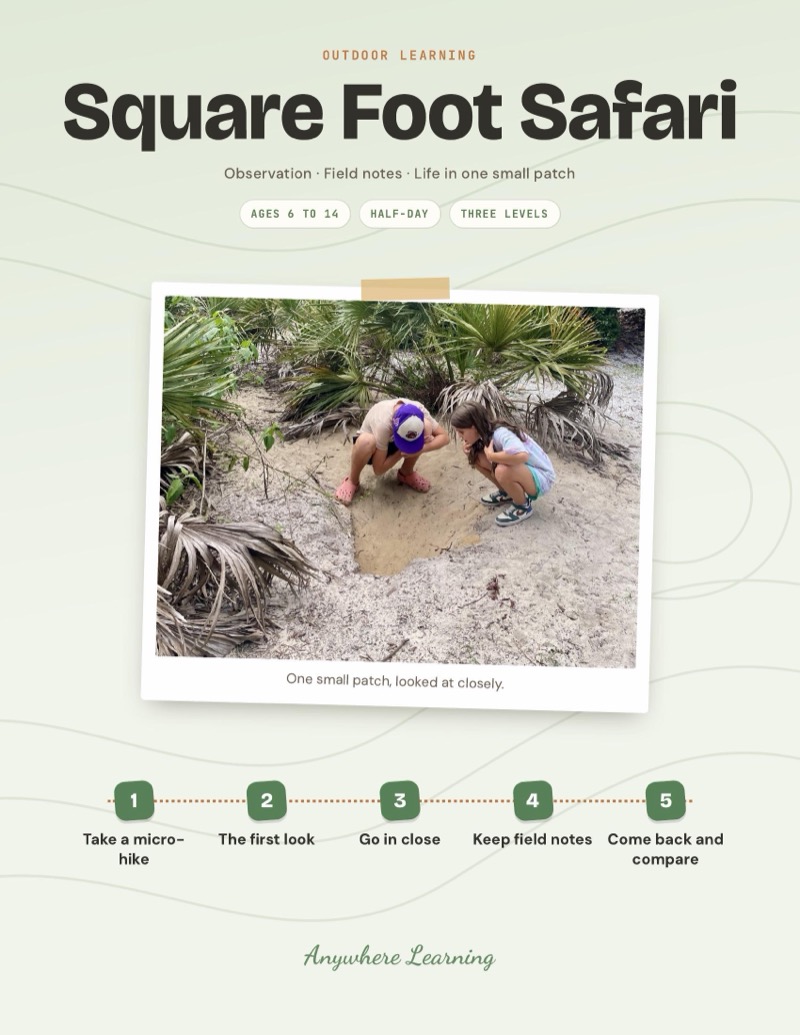 OUTDOOR LEARNING
Square Foot Safari
Observation · Field notes · Life in one small patch
AGES 6 TO 14 HALF-DAY THREE LEVELS
One small patch, looked at closely.
1 2 3 4 5
Take a micro-
hike
The first look
Go in close
Keep field notes
Come back and
compare
Anywhere Learning